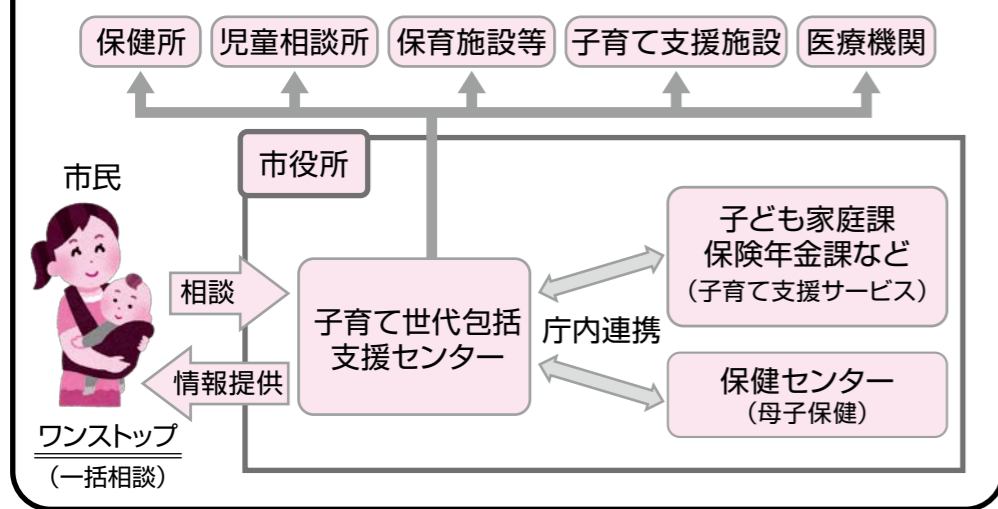 保健所
児童相談所
保育施設等
子育て支援施設
医療機関
市役所
市民
相談
情報提供
ワンストップ
（一括相談）
子育て世代包括
支援センター
庁内連携
子ども家庭課
保険年金課など
（子育て支援サービス）
保健センター
（母子保健）